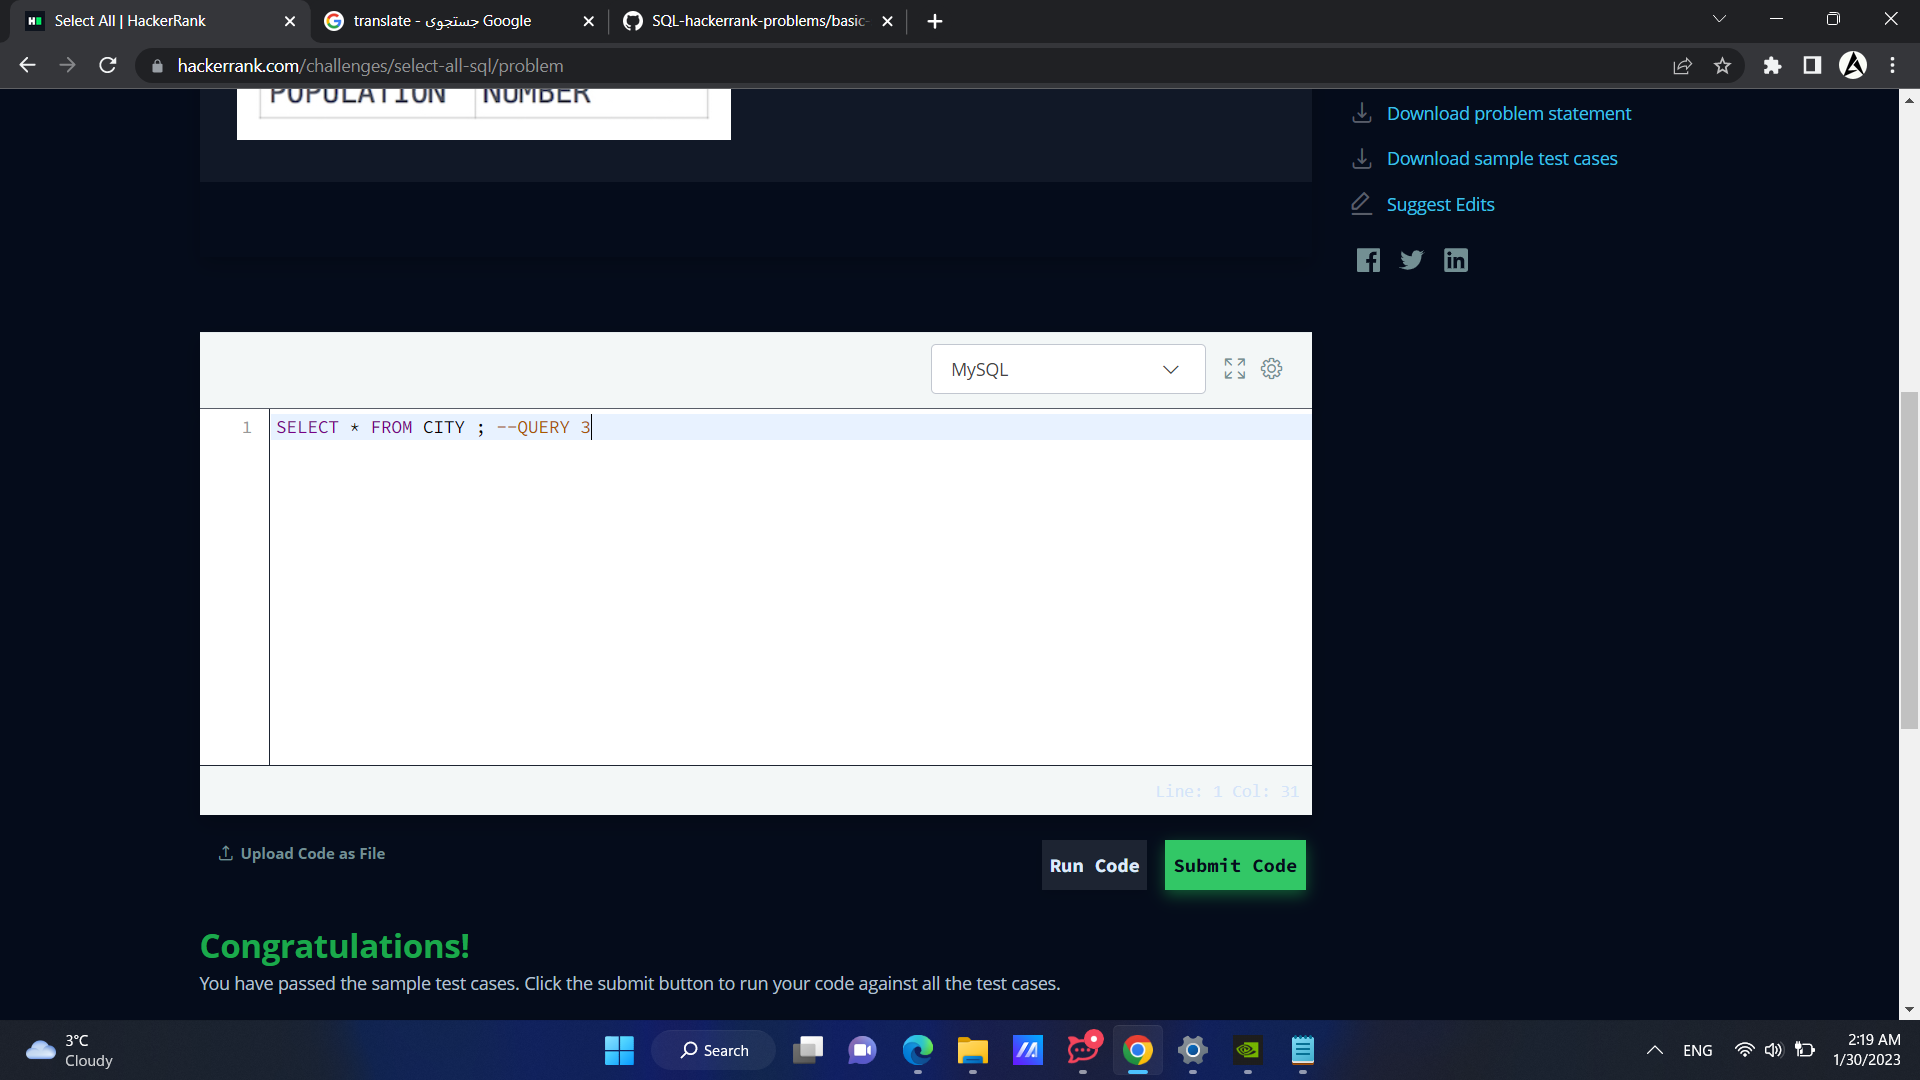 Select All | HackerRank
translate - جستجوی Google
SQL-hackerrank-problems/basic-
hackerrank.com/challenges/select-all-sql/problem
POPULATION NUMBER
Download problem statement
Download sample test cases
Suggest Edits
MySQL
1 SELECT * FROM CITY ; --QUERY 3
Line: 1 Col: 31
Upload Code as File
Run Code
Submit Code
Congratulations!
You have passed the sample test cases. Click the submit button to run your code against all the test cases.
3°C
Cloudy
Search
ENG
2:19 AM
1/30/2023